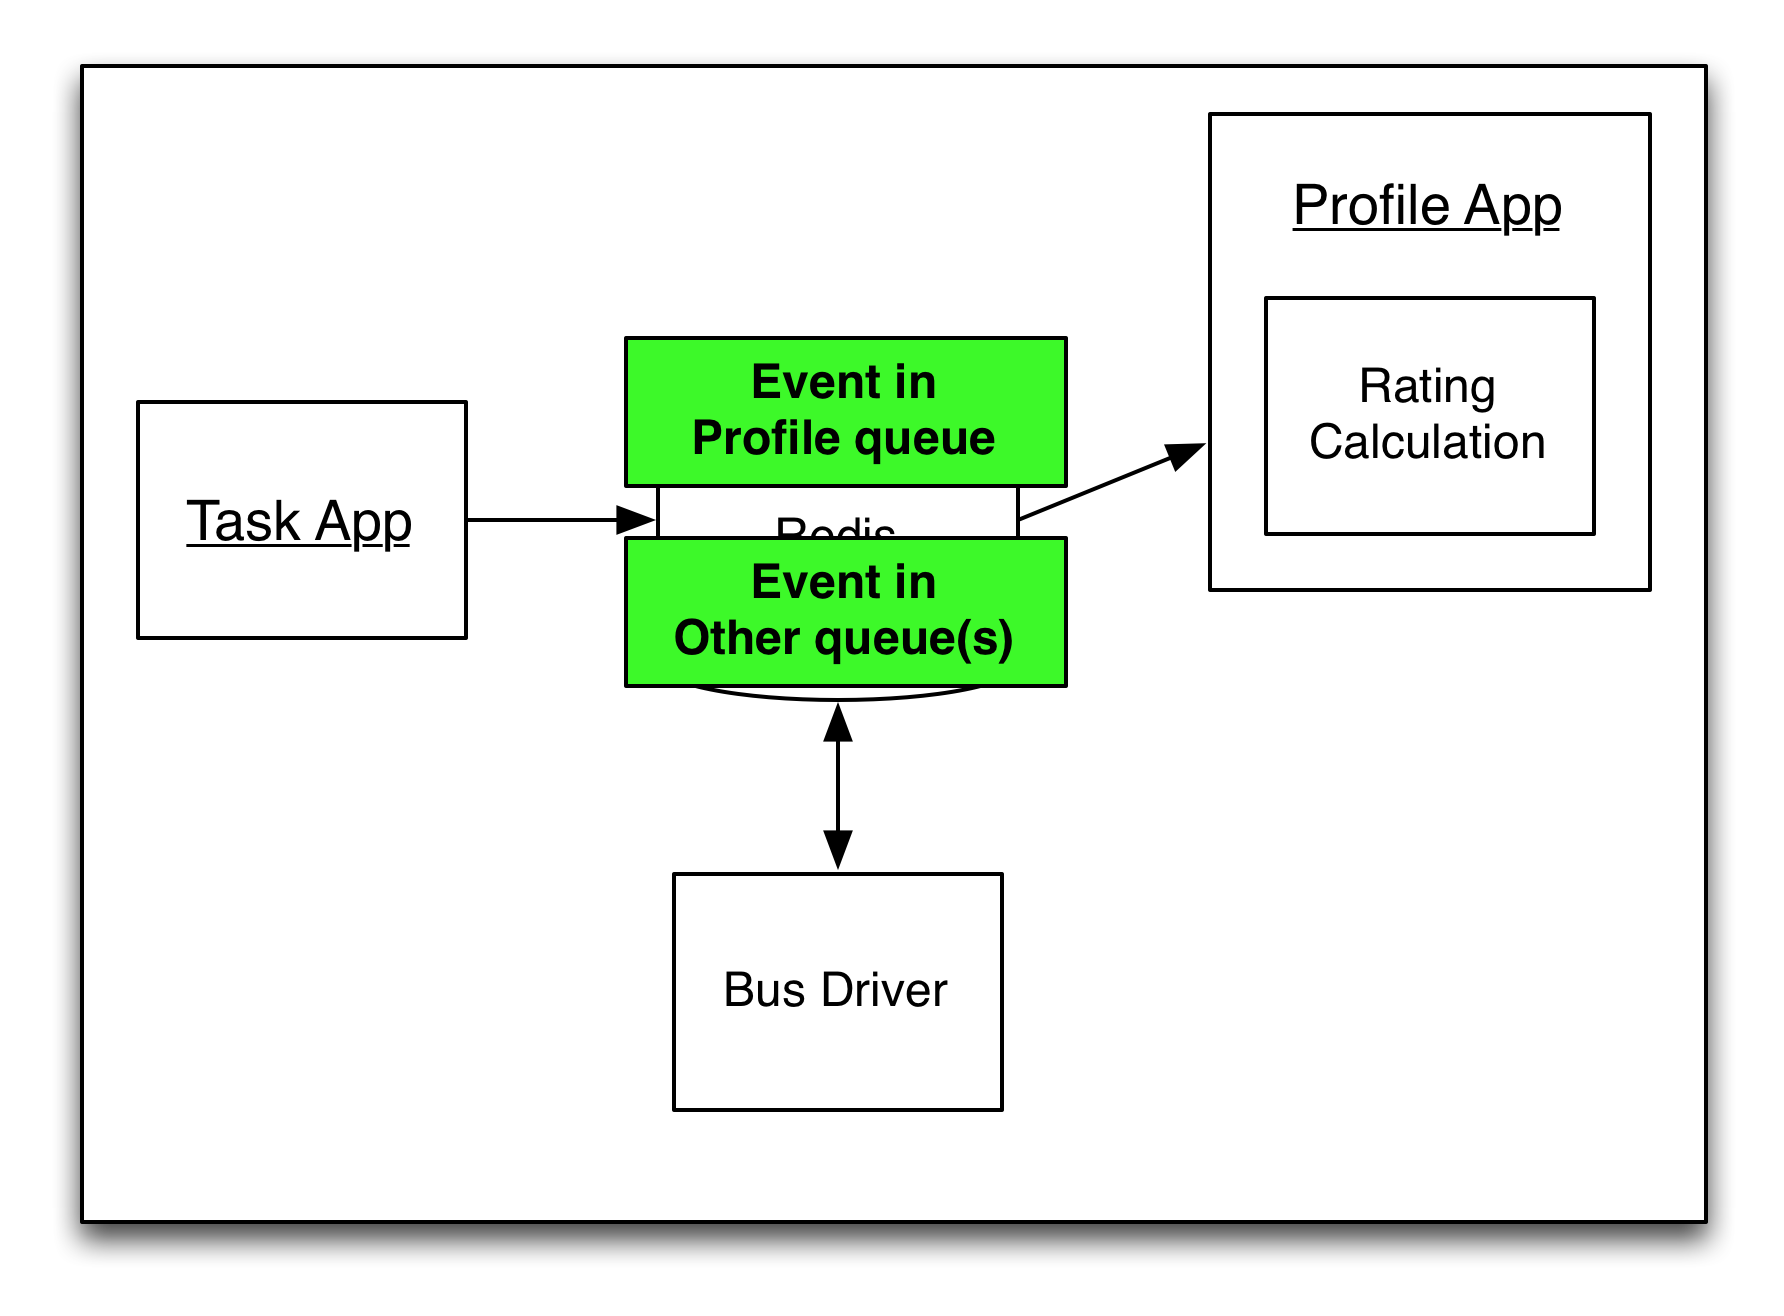 Profile App
Rating
Calculation
Event in
Profile queue
Task App
Redis
Event in
Other queue(s)
Bus Driver